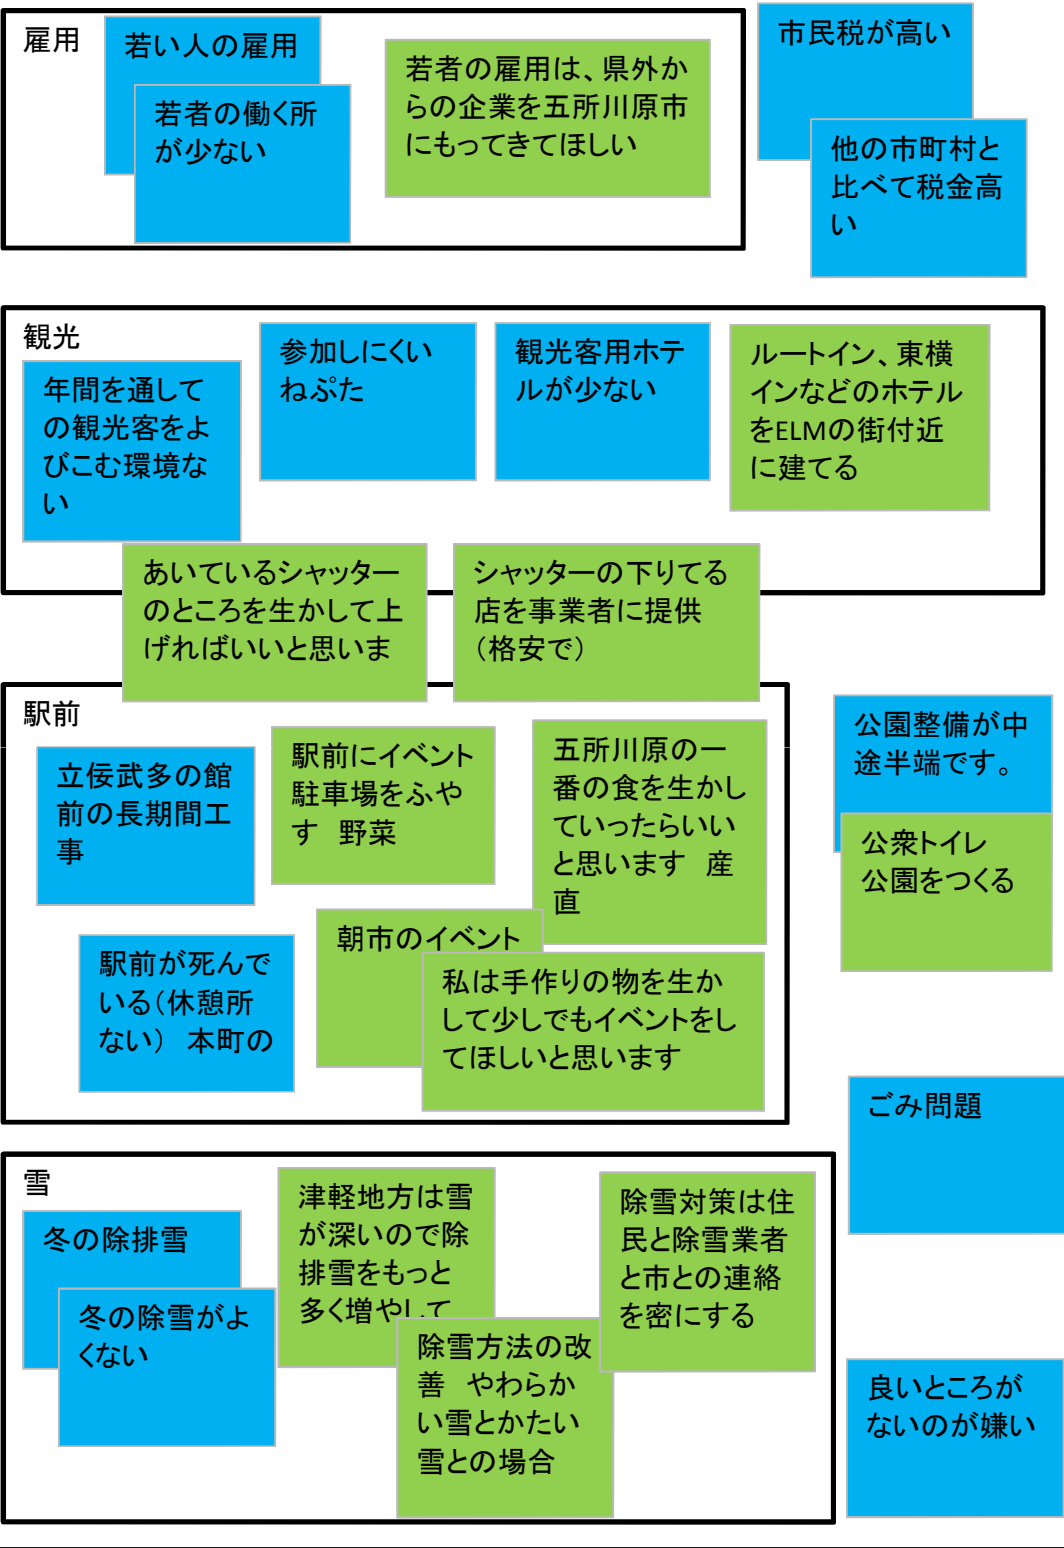 雇用
若い人の雇用
若者の働く所
が少ない
若者の雇用は、県外か
らの企業を五所川原市
にもってきてほしい
市民税が高い
他の市町村と
比べて税金高
い
観光
年間を通して
の観光客をよ
びこむ環境な
い
参加しにくい
ねぷた
観光客用ホテ
ルが少ない
ルートイン、東横
インなどのホテル
をELMの街付近
に建てる
あいているシャッター
のところを生かして上
げればいいと思いま
シャッターの下りてる
店を事業者に提供
（格安で）
駅前
立佞武多の館
前の長期間工
事
駅前にイベント
駐車場をふや
す　野菜
五所川原の一
番の食を生かし
ていったらいい
と思います　産
直
公園整備が中
途半端です。
公衆トイレ
公園をつくる
駅前が死んで
いる（休憩所
ない）　本町の
朝市のイベント
私は手作りの物を生か
して少しでもイベントをし
てほしいと思います
ごみ問題
雪
冬の除排雪
冬の除雪がよ
くない
津軽地方は雪
が深いので除
排雪をもっと
多く増やして
除雪方法の改
善　やわらか
い雪とかたい
雪との場合
除雪対策は住
民と除雪業者
と市との連絡
を密にする
良いところが
ないのが嫌い